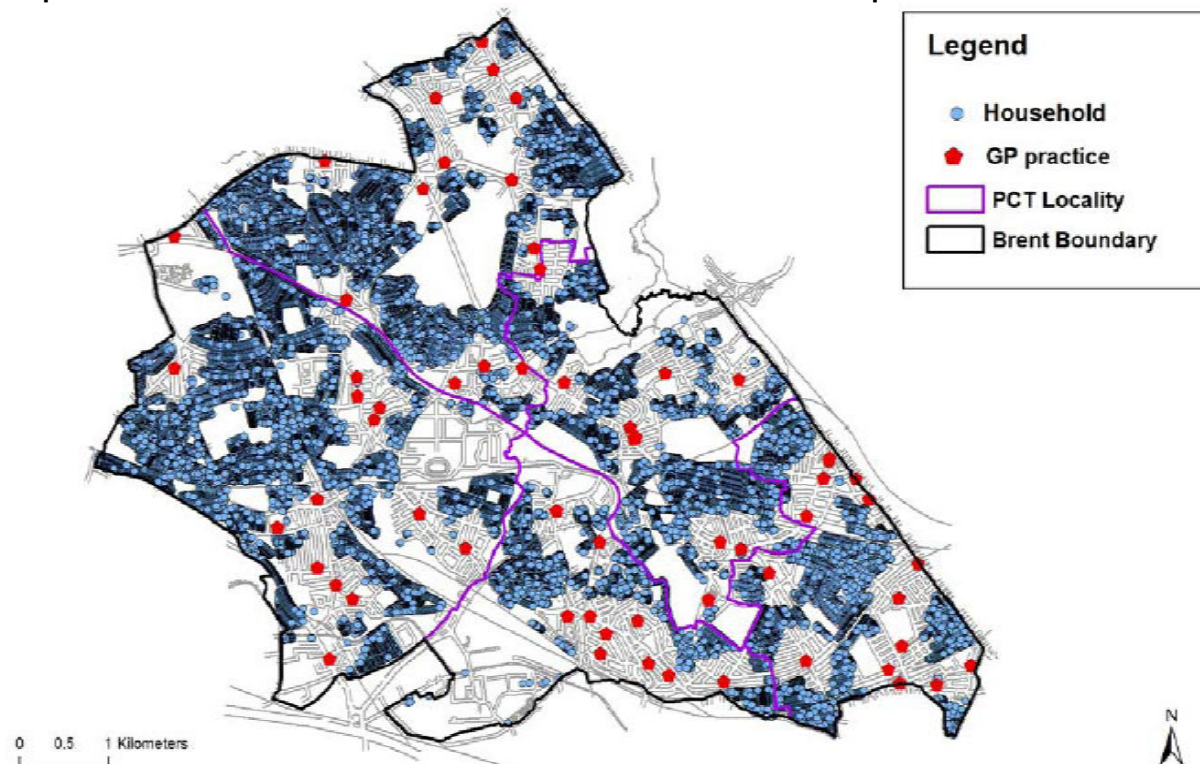 Legend
Household
GP practice
PCT Locality
Brent Boundary
0 0.5 1 Kilometers
N